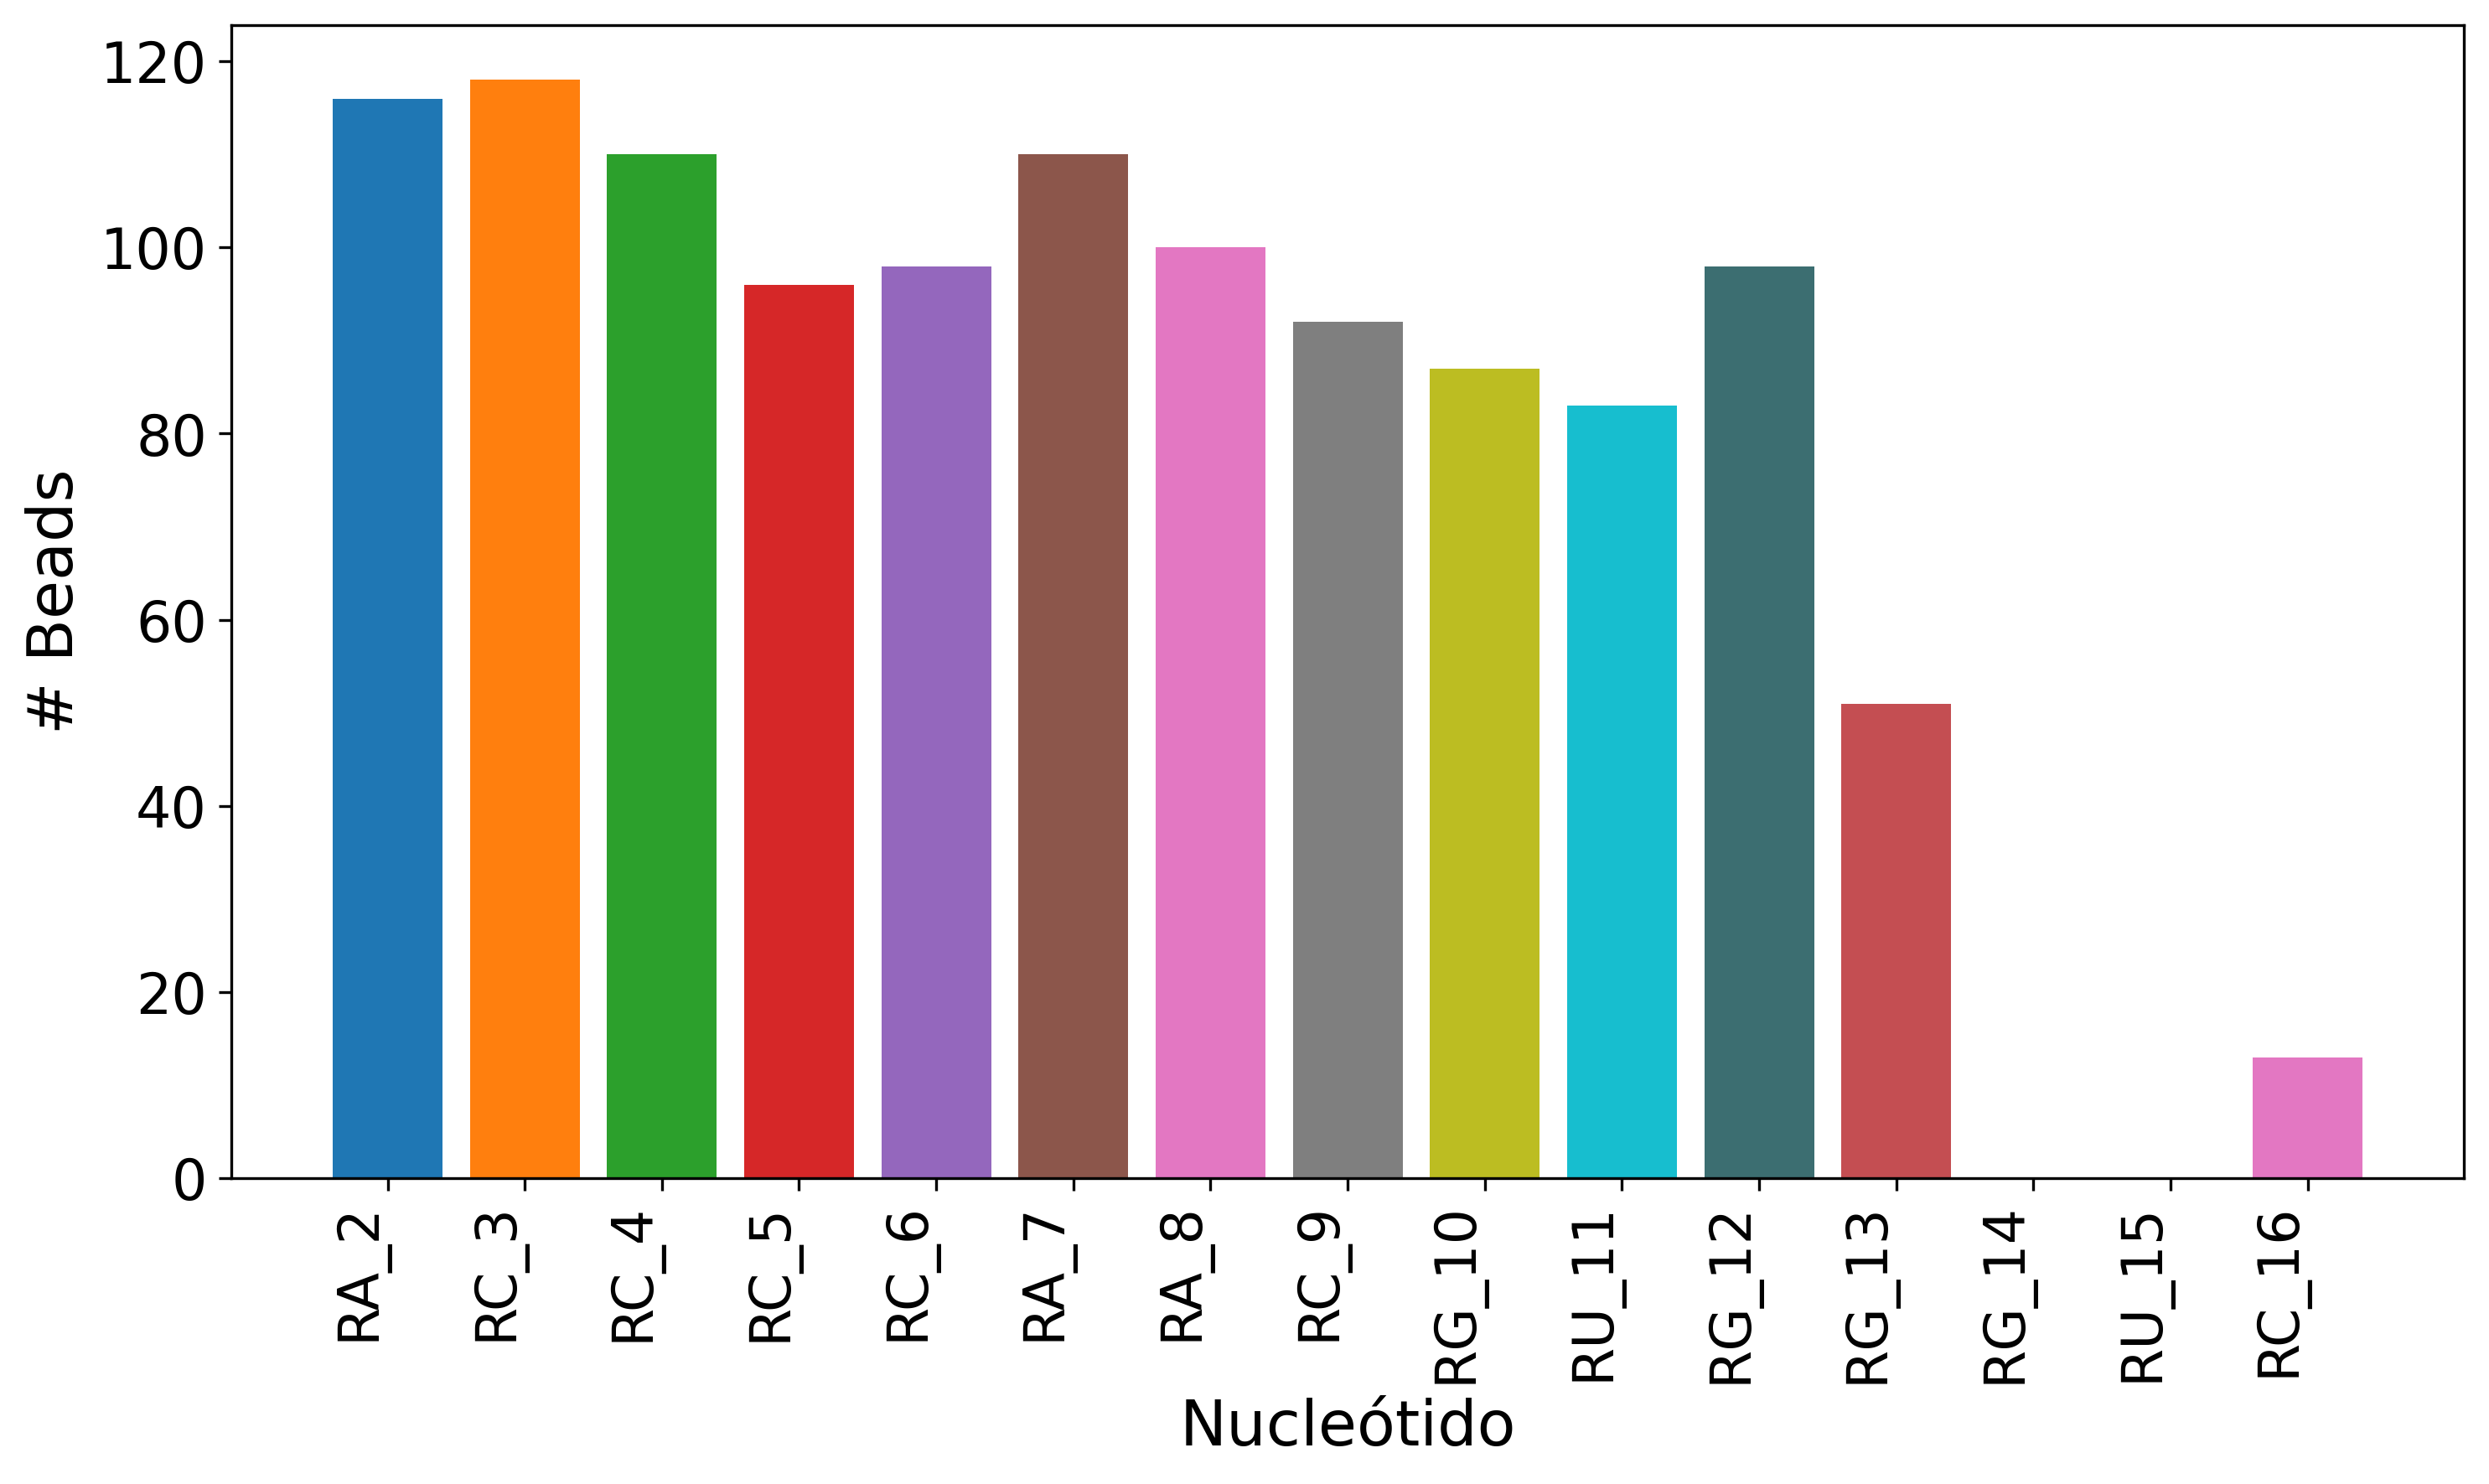 # Beads
120
100
80
60
40
20
0
RA_2
RC_3
RC_4
RC_5
RC_6
RA_7
RA_8
RC_9
RG_10
RU_11
RG_12
RG_13
RG_14
RU_15
RC_16
Nucleótido